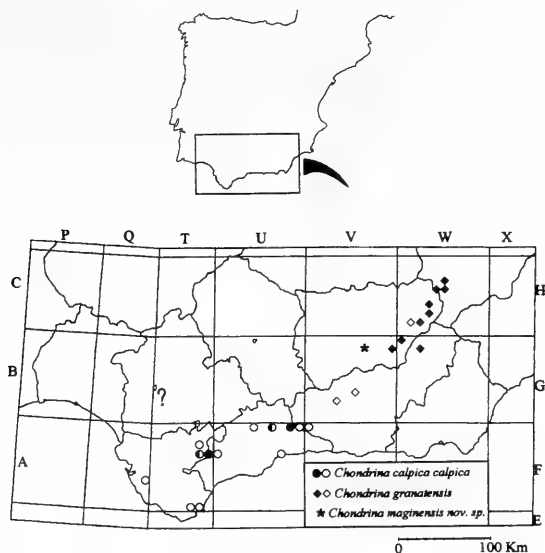 P Q T U V W X
C H
B G
?
A F
●○ Chondrina calpica calpica
◆◇ Chondrina granatensis
★ Chondrina maginensis nov. sp.
E
100 Km
0